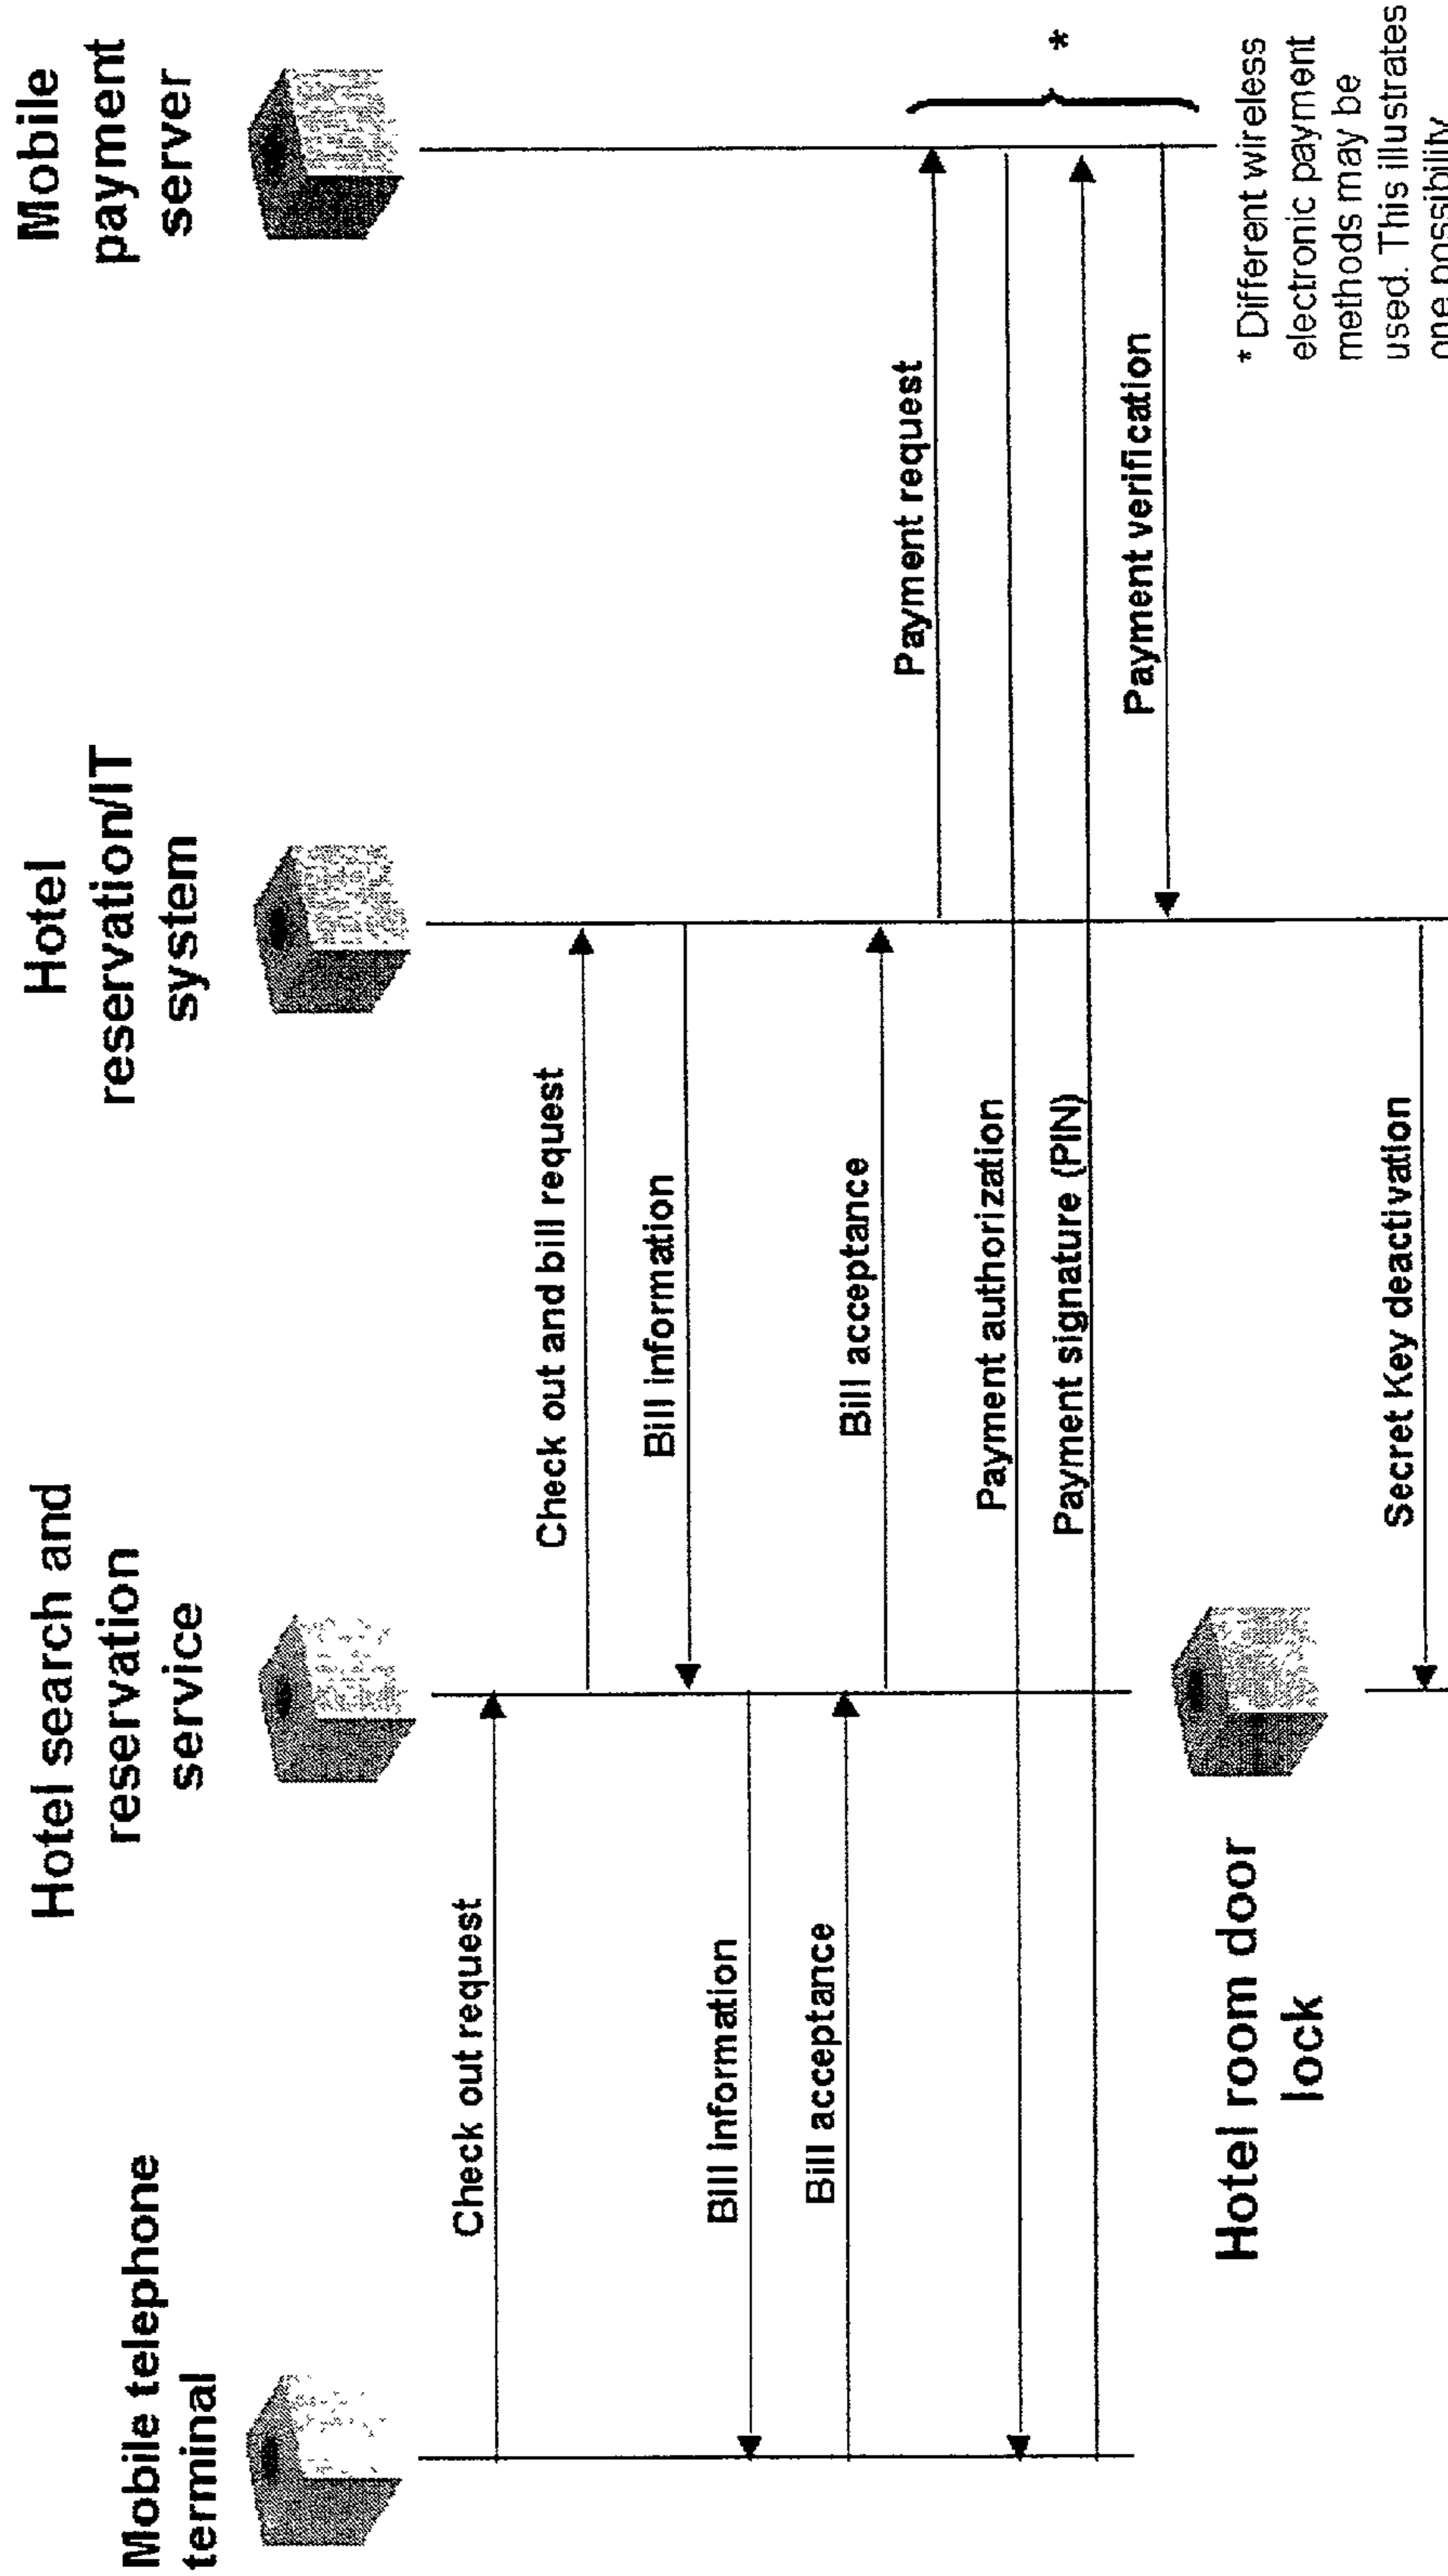 Mobile telephone
terminal
Hotel search and
reservation
service
Hotel
reservation/IT
system
Mobile
payment
server
Check out request
Check out and bill request
Bill information
Bill information
Bill acceptance
Bill acceptance
Payment request
Payment authorization
Payment signature (PIN)
Payment verification
*
* Different wireless
electronic payment
methods may be
used. This illustrates
one possibility
Hotel room door
lock
Secret Key deactivation